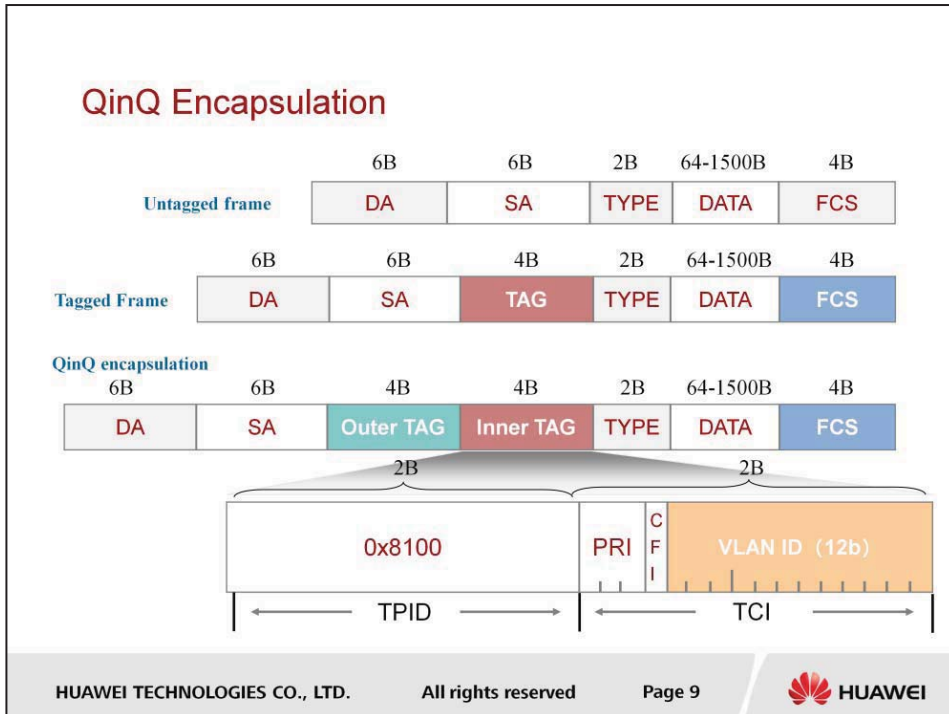 QinQ Encapsulation
6B 6B 2B 64-1500B 4B
Untagged frame DA SA TYPE DATA FCS
6B 6B 4B 2B 64-1500B 4B
Tagged Frame DA SA TAG TYPE DATA FCS
QinQ encapsulation
6B 6B 4B 4B 2B 64-1500B 4B
DA SA Outer TAG Inner TAG TYPE DATA FCS
2B 2B
0x8100 PRI CFI VLAN ID (12b)
TPID TCI
HUAWEI TECHNOLOGIES CO., LTD. All rights reserved Page 9 HUAWEI